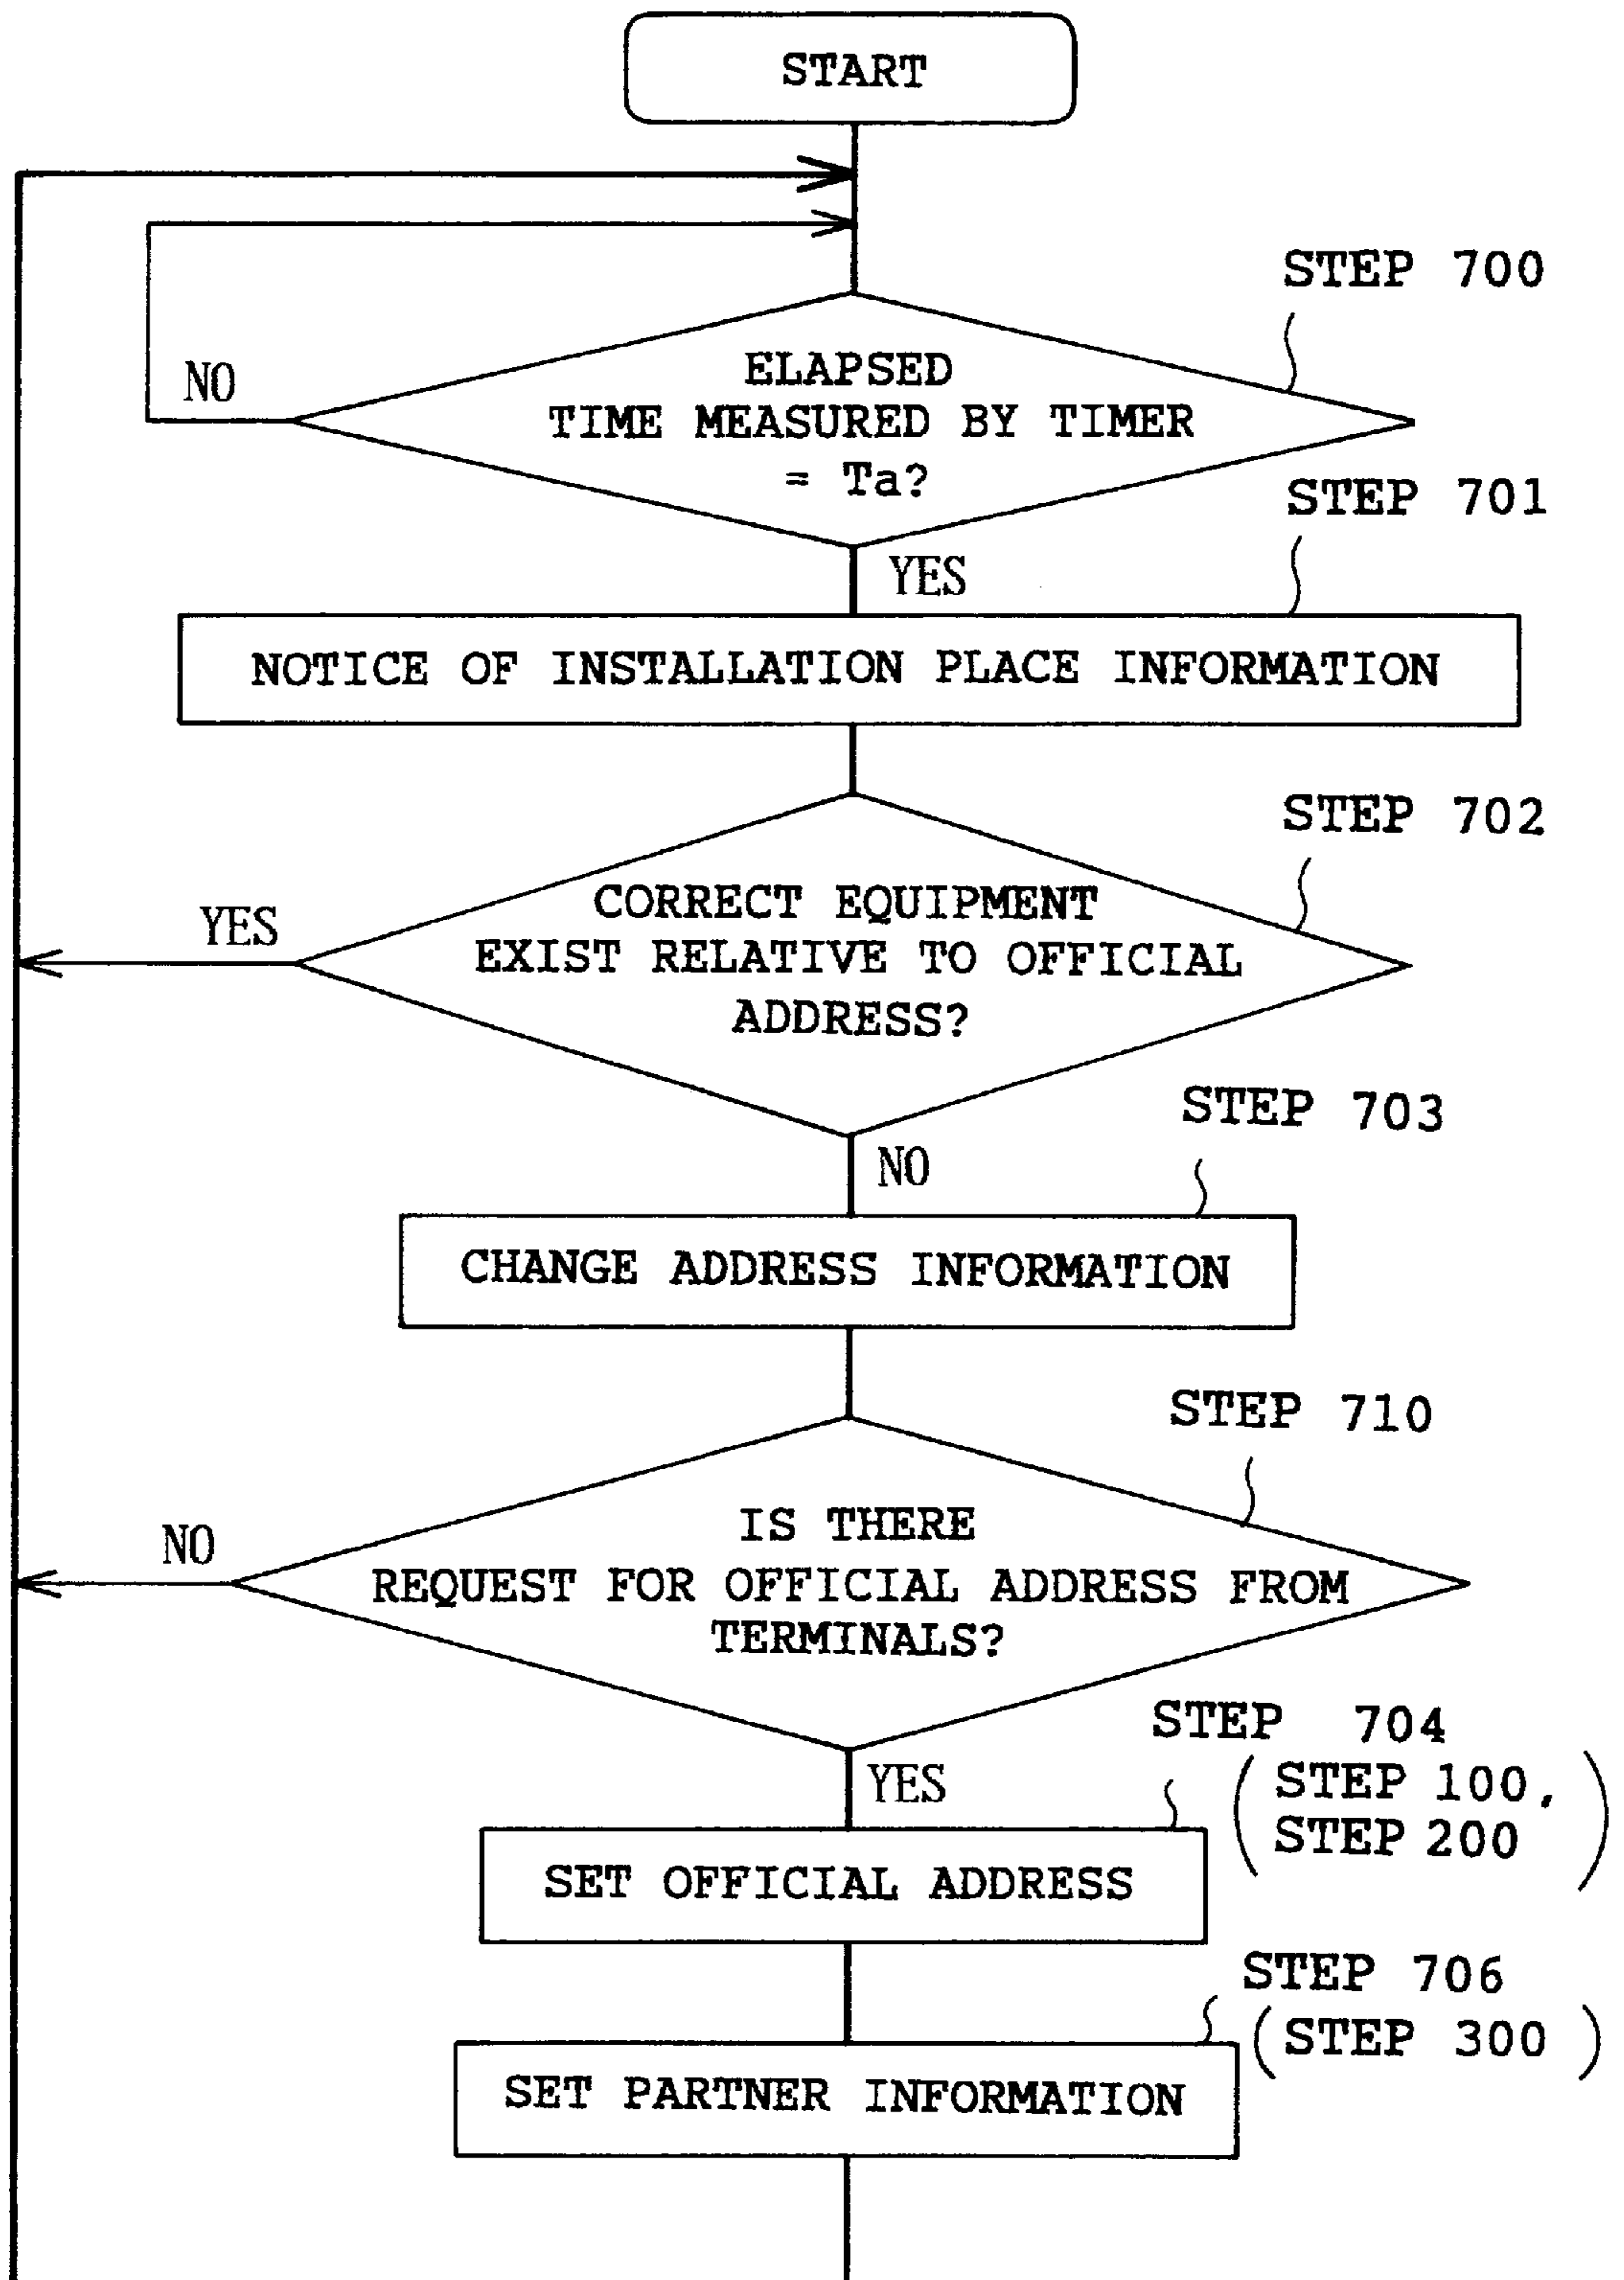 START
STEP 700
NO
ELAPSED
TIME MEASURED BY TIMER
= Ta?
STEP 701
YES
NOTICE OF INSTALLATION PLACE INFORMATION
STEP 702
YES
CORRECT EQUIPMENT
EXIST RELATIVE TO OFFICIAL
ADDRESS?
STEP 703
NO
CHANGE ADDRESS INFORMATION
STEP 710
NO
IS THERE
REQUEST FOR OFFICIAL ADDRESS FROM
TERMINALS?
STEP 704
(STEP 100,
STEP 200)
YES
SET OFFICIAL ADDRESS
STEP 706
(STEP 300)
SET PARTNER INFORMATION